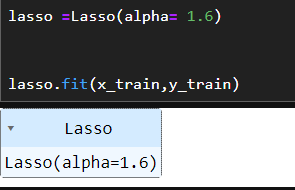 lasso =Lasso(alpha= 1.6)
lasso.fit(x_train,y_train)
▾ Lasso
Lasso(alpha=1.6)